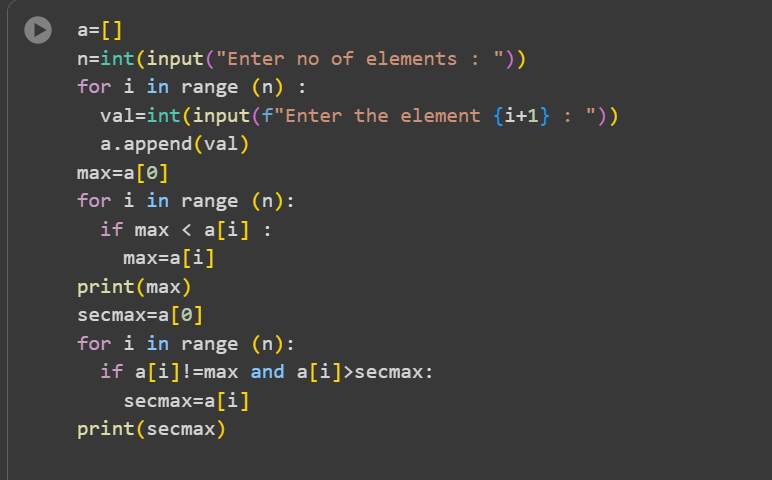 a=[]
n=int(input("Enter no of elements : "))
for i in range (n) :
  val=int(input(f"Enter the element {i+1} : "))
  a.append(val)
max=a[0]
for i in range (n):
  if max < a[i] :
    max=a[i]
print(max)
secmax=a[0]
for i in range (n):
  if a[i]!=max and a[i]>secmax:
    secmax=a[i]
print(secmax)